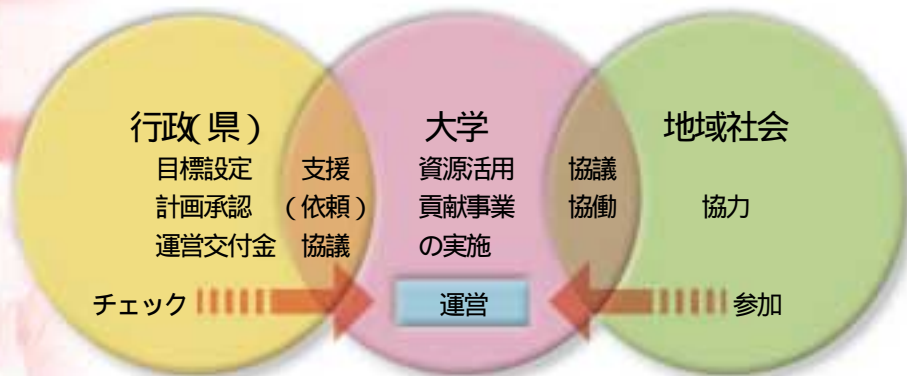 行政(県)
目標設定
計画承認
運営交付金
チェック
支援
(依頼)
協議
大学
資源活用
貢献事業
の実施
運営
協議
協働
地域社会
協力
参加